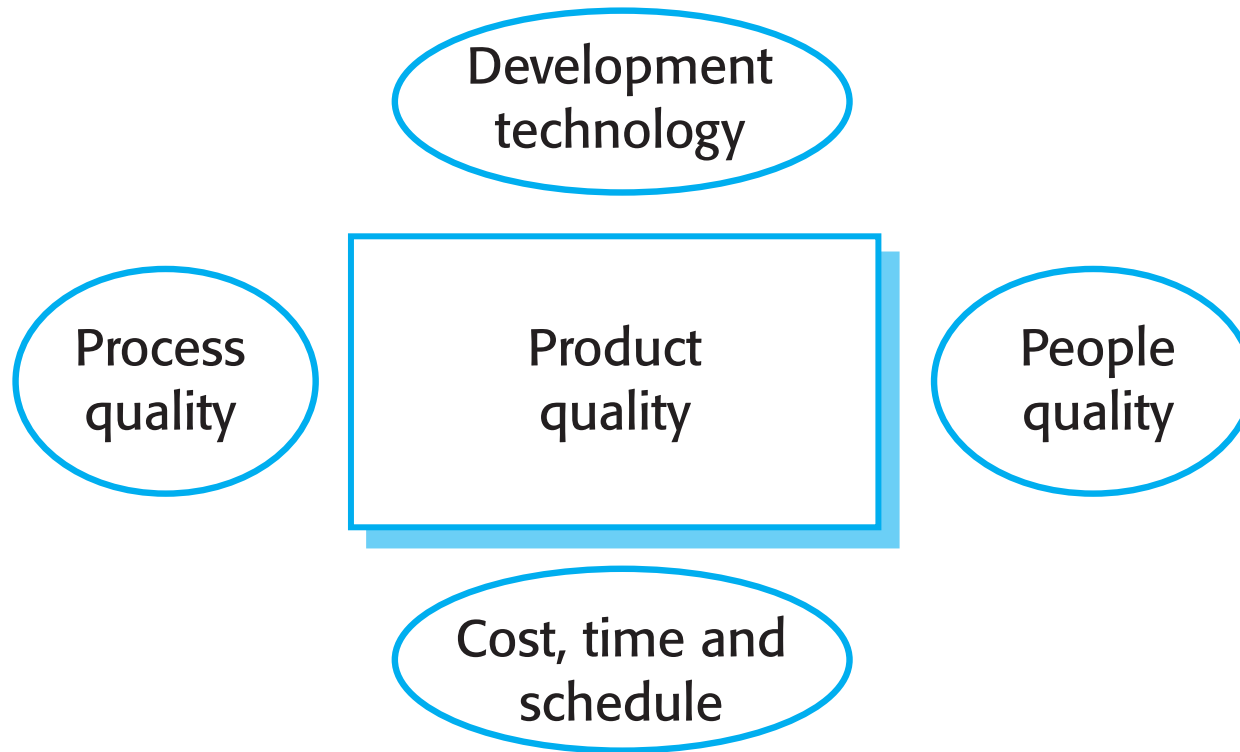 Development
technology
Process
quality
Product
quality
People
quality
Cost, time and
schedule